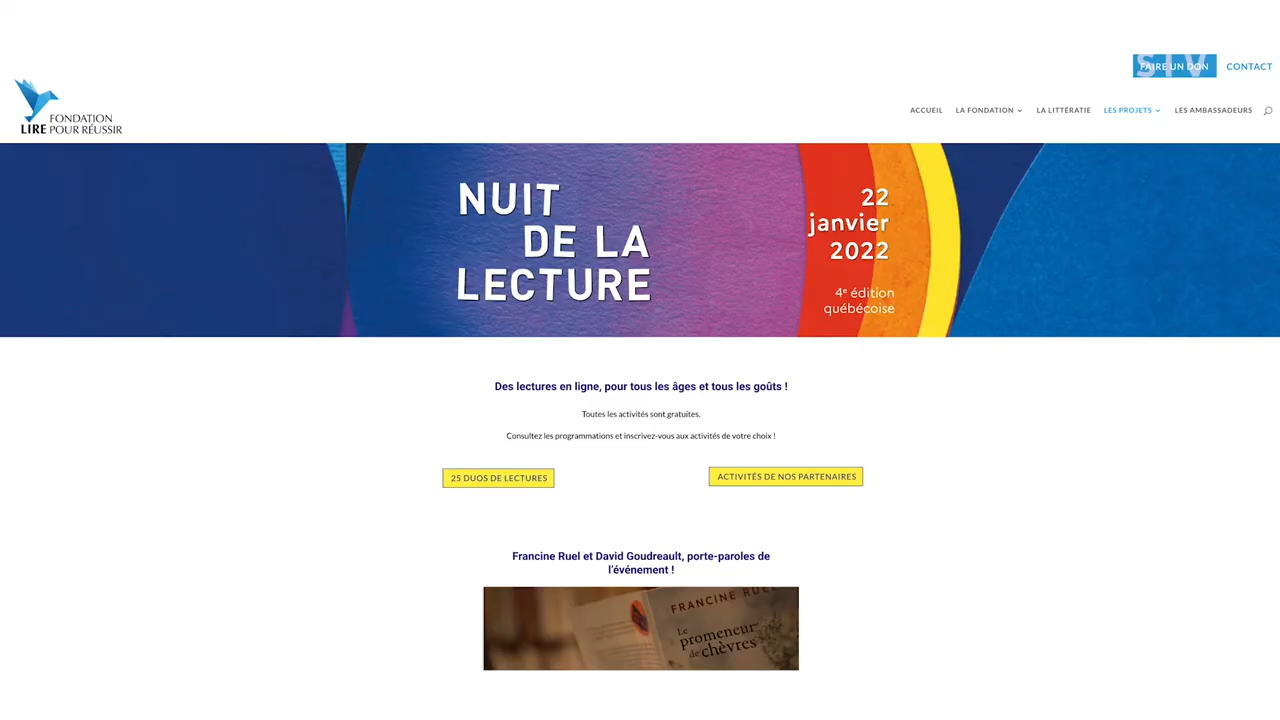 STV
FAIRE UN DON
CONTACT
FONDATION
LIRE POUR RÉUSSIR
ACCUEIL
LA FONDATION
LA LITTÉRATIE
LES PROJETS
LES AMBASSADEURS
NUIT
DE LA
LECTURE
22
janvier
2022
4e édition
québécoise
Des lectures en ligne, pour tous les âges et tous les goûts !
Toutes les activités sont gratuites.
Consultez les programmations et inscrivez-vous aux activités de votre choix !
25 DUOS DE LECTURES
ACTIVITÉS DE NOS PARTENAIRES
Francine Ruel et David Goudreault, porte-paroles de
l'événement !
FRANCINE RUEL
Le
promeneur
de chèvres